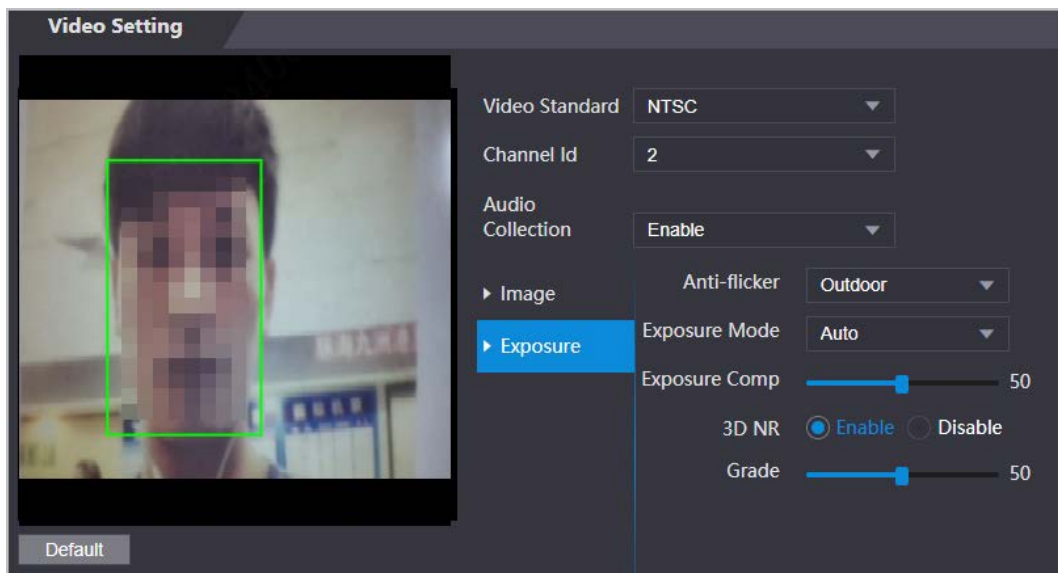 Video Setting
Video Standard NTSC
Channel Id 2
Audio
Collection Enable
Image
Exposure
Anti-flicker Outdoor
Exposure Mode Auto
Exposure Comp 50
3D NR Enable Disable
Grade 50
Default